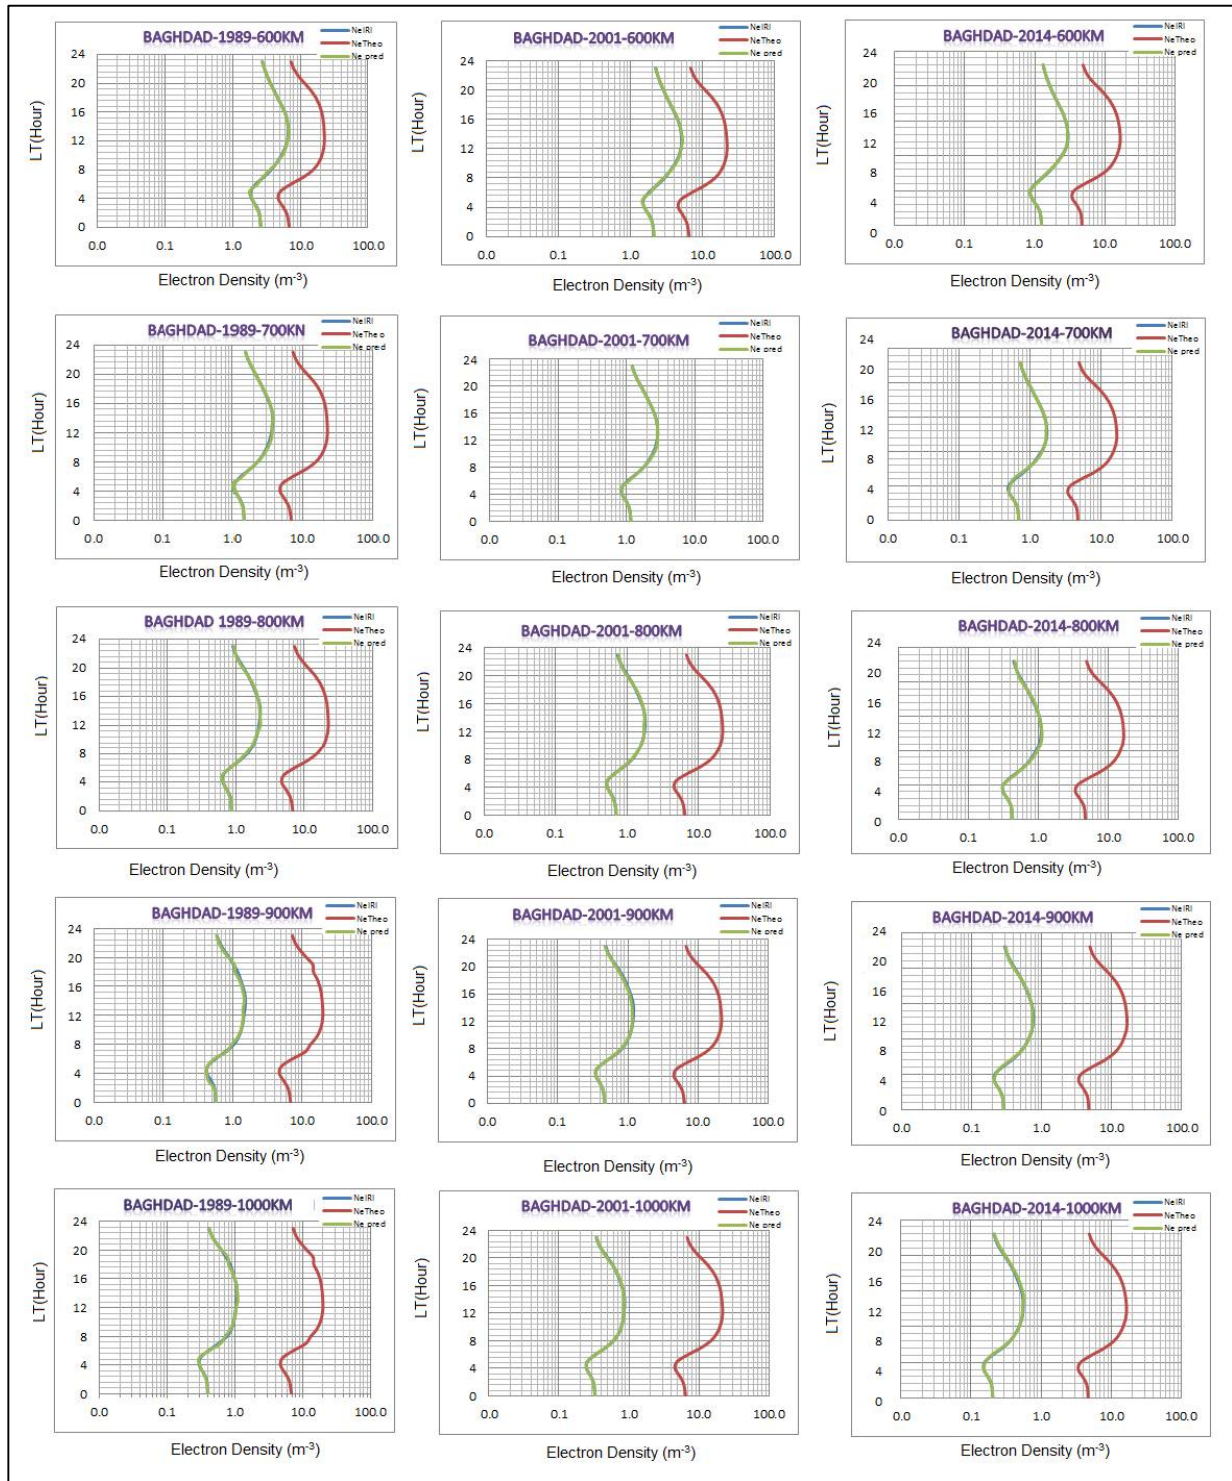 BAGHDAD-1989-600KM
NeIRI
NeTheo
Ne pred
LT(Hour)
24
20
16
12
8
4
0
0.0 0.1 1.0 10.0 100.0
Electron Density (m-3)
BAGHDAD-2001-600KM
NeIRI
NeTheo
Ne pred
LT(Hour)
24
20
16
12
8
4
0
0.0 0.1 1.0 10.0 100.0
Electron Density (m-3)
BAGHDAD-2014-600KM
NeIRI
NeTheo
Ne pred
LT(Hour)
24
20
16
12
8
4
0
0.0 0.1 1.0 10.0 100.0
Electron Density (m-3)
BAGHDAD-1989-700KN
NeIRI
NeTheo
Ne pred
LT(Hour)
24
20
16
12
8
4
0
0.0 0.1 1.0 10.0 100.0
Electron Density (m-3)
BAGHDAD-2001-700KM
NeIRI
NeTheo
Ne pred
LT(Hour)
24
20
16
12
8
4
0
0.0 0.1 1.0 10.0 100.0
Electron Density (m-3)
BAGHDAD-2014-700KM
NeIRI
NeTheo
Ne pred
LT(Hour)
24
20
16
12
8
4
0
0.0 0.1 1.0 10.0 100.0
Electron Density (m-3)
BAGHDAD 1989-800KM
NeIRI
NeTheo
Ne pred
LT(Hour)
24
20
16
12
8
4
0
0.0 0.1 1.0 10.0 100.0
Electron Density (m-3)
BAGHDAD-2001-800KM
NeIRI
NeTheo
Ne pred
LT(Hour)
24
20
16
12
8
4
0
0.0 0.1 1.0 10.0 100.0
Electron Density (m-3)
BAGHDAD-2014-800KM
NeIRI
NeTheo
Ne pred
LT(Hour)
24
20
16
12
8
4
0
0.0 0.1 1.0 10.0 100.0
Electron Density (m-3)
BAGHDAD-1989-900KM
NeIRI
NeTheo
Ne pred
LT(Hour)
24
20
16
12
8
4
0
0.0 0.1 1.0 10.0 100.0
Electron Density (m-3)
BAGHDAD-2001-900KM
NeIRI
NeTheo
Ne pred
LT(Hour)
24
20
16
12
8
4
0
0.0 0.1 1.0 10.0 100.0
Electron Density (m-3)
BAGHDAD-2014-900KM
NeIRI
NeTheo
Ne pred
LT(Hour)
24
20
16
12
8
4
0
0.0 0.1 1.0 10.0 100.0
Electron Density (m-3)
BAGHDAD-1989-1000KM
NeIRI
NeTheo
Ne pred
LT(Hour)
24
20
16
12
8
4
0
0.0 0.1 1.0 10.0 100.0
Electron Density (m-3)
BAGHDAD-2001-1000KM
NeIRI
NeTheo
Ne pred
LT(Hour)
24
20
16
12
8
4
0
0.0 0.1 1.0 10.0 100.0
Electron Density (m-3)
BAGHDAD-2014-1000KM
NeIRI
NeTheo
Ne pred
LT(Hour)
24
20
16
12
8
4
0
0.0 0.1 1.0 10.0 100.0
Electron Density (m-3)